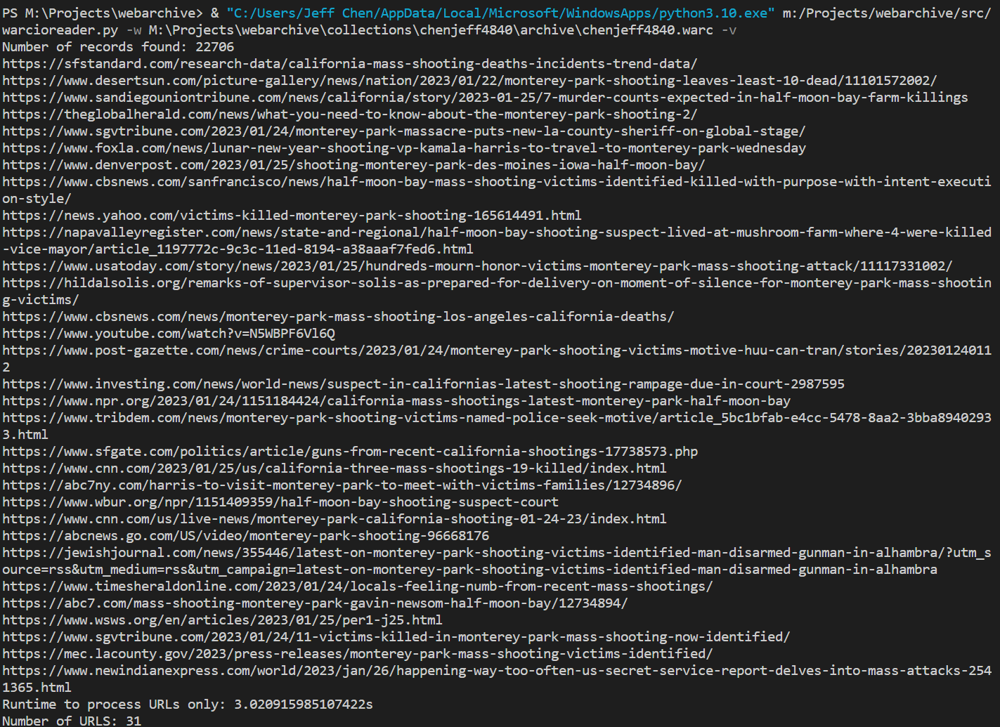 PS M:\Projects\webarchive> & "C:/Users/Jeff Chen/AppData/Local/Microsoft/WindowsApps/python3.10.exe" m:/Projects/webarchive/src/
warcioreader.py -w M:\Projects\webarchive\collections\chenjeff4840\archive\chenjeff4840.warc -v
Number of records found: 22706
https://sfstandard.com/research-data/california-mass-shooting-deaths-incidents-trend-data/
https://www.desertsun.com/picture-gallery/news/nation/2023/01/22/monterey-park-shooting-leaves-least-10-dead/11101572002/
https://www.sandiegouniontribune.com/news/california/story/2023-01-25/7-murder-counts-expected-in-half-moon-bay-farm-killings
https://theglobalherald.com/news/what-you-need-to-know-about-the-monterey-park-shooting-2/
https://www.sgvtribune.com/2023/01/24/monterey-park-massacre-puts-new-la-county-sheriff-on-global-stage/
https://www.foxla.com/news/lunar-new-year-shooting-vp-kamala-harris-to-travel-to-monterey-park-wednesday
https://www.denverpost.com/2023/01/25/shooting-monterey-park-des-moines-iowa-half-moon-bay/
https://www.cbsnews.com/sanfrancisco/news/half-moon-bay-mass-shooting-victims-identified-killed-with-purpose-with-intent-executi
on-style/
https://news.yahoo.com/victims-killed-monterey-park-shooting-165614491.html
https://napavalleyregister.com/news/state-and-regional/half-moon-bay-shooting-suspect-lived-at-mushroom-farm-where-4-were-killed
-vice-mayor/article_1197772c-9c3c-11ed-8194-a38aaaf7fed6.html
https://www.usatoday.com/story/news/2023/01/25/hundreds-mourn-honor-victims-monterey-park-mass-shooting-attack/11117331002/
https://hildalsolis.org/remarks-of-supervisor-solis-as-prepared-for-delivery-on-moment-of-silence-for-monterey-park-mass-shootin
g-victims/
https://www.cbsnews.com/news/monterey-park-mass-shooting-los-angeles-california-deaths/
https://www.youtube.com/watch?v=N5WBPF6Vl6Q
https://www.post-gazette.com/news/crime-courts/2023/01/24/monterey-park-shooting-victims-motive-huu-can-tran/stories/20230124011
2
https://www.investing.com/news/world-news/suspect-in-californias-latest-shooting-rampage-due-in-court-2987595
https://www.npr.org/2023/01/24/1151184424/california-mass-shootings-latest-monterey-park-half-moon-bay
https://www.tribdem.com/news/monterey-park-shooting-victims-named-police-seek-motive/article_5bc1bfab-e4cc-5478-8aa2-3bba8940293
3.html
https://www.sfgate.com/politics/article/guns-from-recent-california-shootings-17738573.php
https://www.cnn.com/2023/01/25/us/california-three-mass-shootings-19-killed/index.html
https://abc7ny.com/harris-to-visit-monterey-park-to-meet-with-victims-families/12734896/
https://www.wbur.org/npr/1151409359/half-moon-bay-shooting-suspect-court
https://www.cnn.com/us/live-news/monterey-park-california-shooting-01-24-23/index.html
https://abcnews.go.com/US/video/monterey-park-shooting-96668176
https://jewishjournal.com/news/355446/latest-on-monterey-park-shooting-victims-identified-man-disarmed-gunman-in-alhambra/?utm_s
ource=rss&utm_medium=rss&utm_campaign=latest-on-monterey-park-shooting-victims-identified-man-disarmed-gunman-in-alhambra
https://www.timesheraldonline.com/2023/01/24/locals-feeling-numb-from-recent-mass-shootings/
https://abc7.com/mass-shooting-monterey-park-gavin-newsom-half-moon-bay/12734894/
https://www.wsws.org/en/articles/2023/01/25/per1-j25.html
https://www.sgvtribune.com/2023/01/24/11-victims-killed-in-monterey-park-mass-shooting-now-identified/
https://mec.lacounty.gov/2023/press-releases/monterey-park-mass-shooting-victims-identified/
https://www.newindianexpress.com/world/2023/jan/26/happening-way-too-often-us-secret-service-report-delves-into-mass-attacks-254
1365.html
Runtime to process URLs only: 3.020915985107422s
Number of URLS: 31